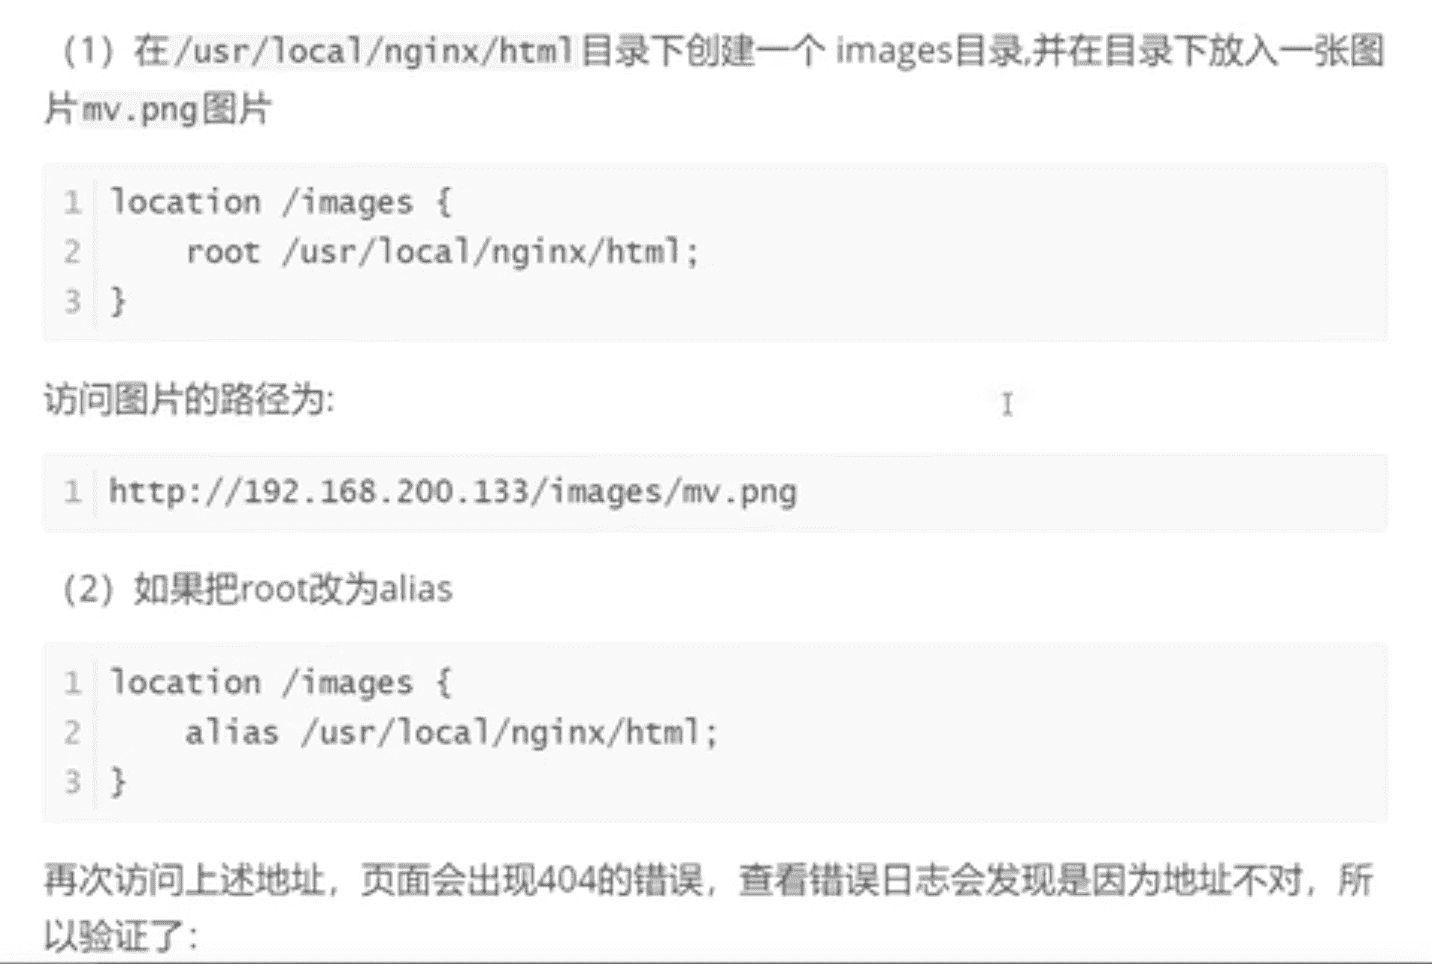 （1）在/usr/local/nginx/html目录下创建一个 images目录,并在目录下放入一张图
片mv.png图片
1 location /images {
2     root /usr/local/nginx/html;
3 }
访问图片的路径为:
1 http://192.168.200.133/images/mv.png
（2）如果把root改为alias
1 location /images {
2     alias /usr/local/nginx/html;
3 }
再次访问上述地址，页面会出现404的错误，查看错误日志会发现是因为地址不对，所
以验证了：